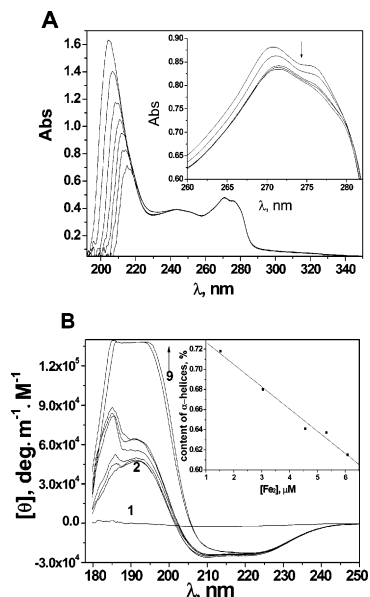 A
1.6
1.4
1.2
1.0
0.8
0.6
0.4
0.2
Abs
200 220 240 260 280 300 320 340
λ, nm
0.90
0.85
0.80
0.75
0.70
0.65
0.60
Abs
260 265 270 275 280
λ, nm
B
1.2x10⁵
9.0x10⁴
6.0x10⁴
3.0x10⁴
0.0
-3.0x10⁴
[θ], deg.m⁻¹.M⁻¹
180 190 200 210 220 230 240 250
λ, nm
9
2
1
0.72
0.70
0.68
0.66
0.64
0.62
0.60
content of α-helices, %
1 2 3 4 5 6
[Fe₂], μM